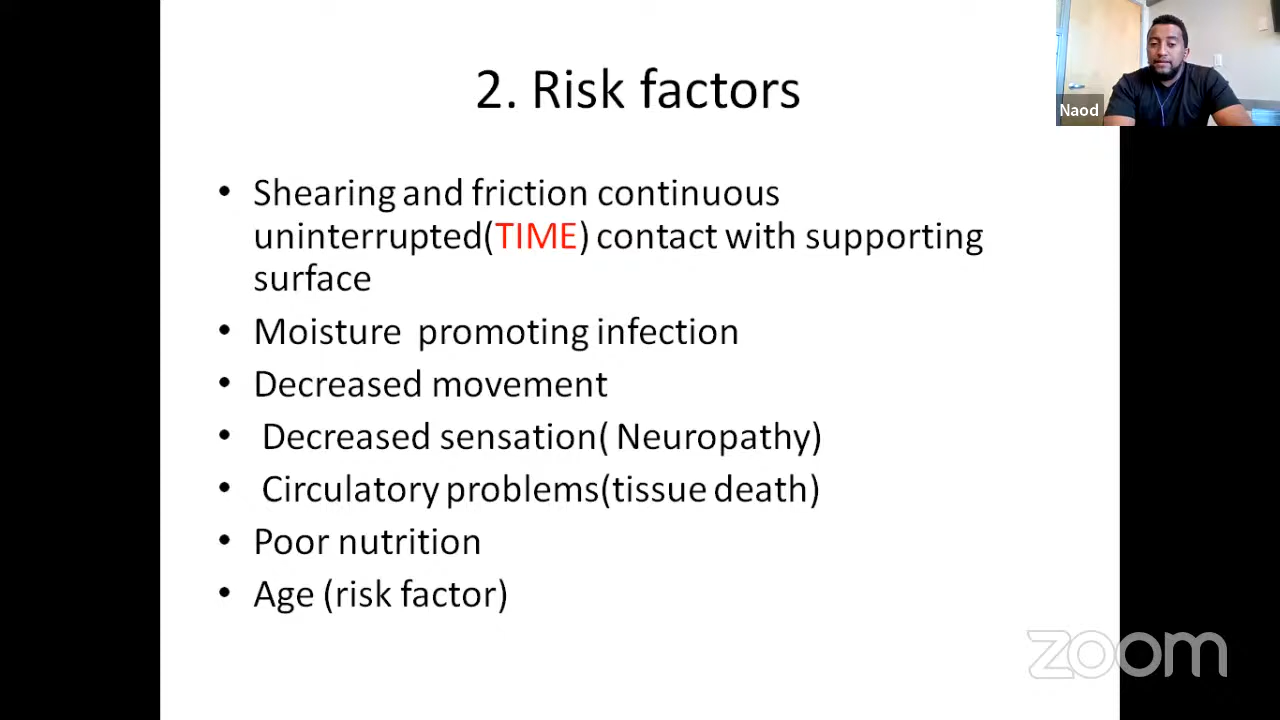 2. Risk factors
Naod
• Shearing and friction continuous
uninterrupted(TIME) contact with supporting
surface
• Moisture  promoting infection
• Decreased movement
•  Decreased sensation( Neuropathy)
•  Circulatory problems(tissue death)
• Poor nutrition
• Age (risk factor)
zoom